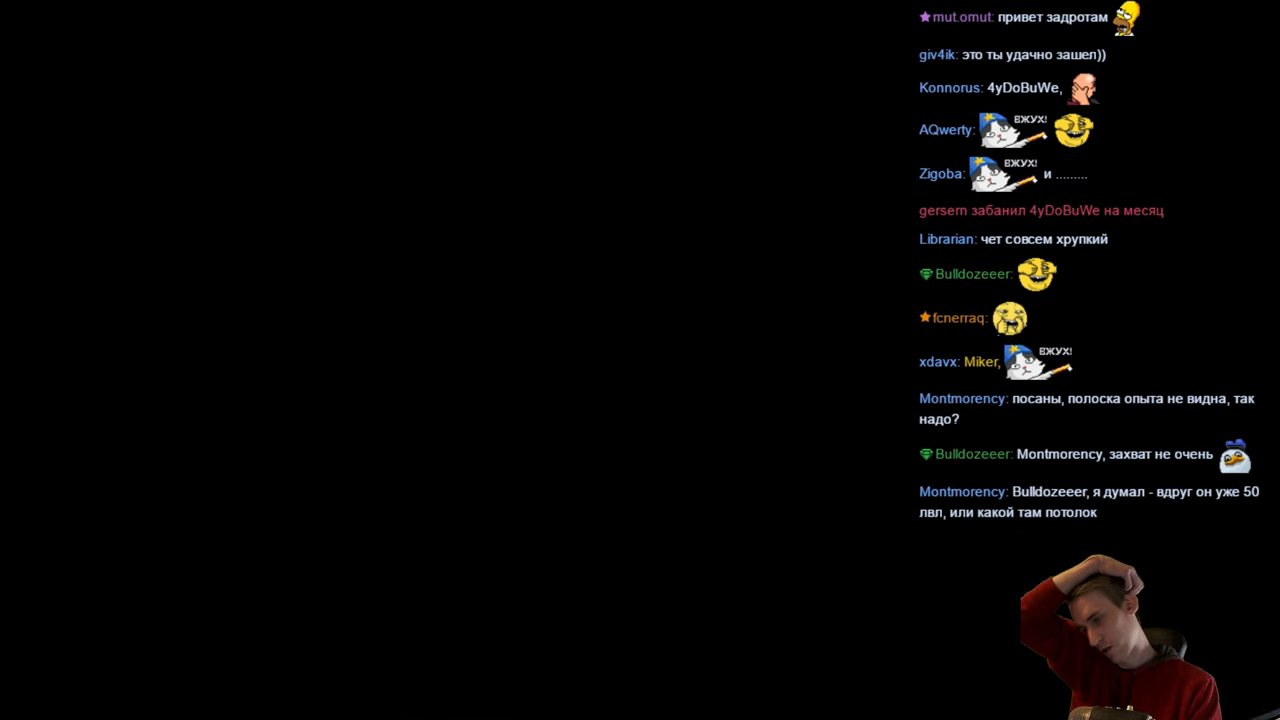 mut.omut: привет задротам
giv4ik: это ты удачно зашел))
Konnorus: 4yDoBuWe,
AQwerty: ВЖУХ!
Zigoba: ВЖУХ! и .........
gersern забанил 4yDoBuWe на месяц
Librarian: чет совсем хрупкий
Bulldozeeer:
fcnerraq:
xdavx: Miker, ВЖУХ!
Montmorency: посаны, полоска опыта не видна, так
надо?
Bulldozeeer: Montmorency, захват не очень
Montmorency: Bulldozeeer, я думал - вдруг он уже 50
лвл, или какой там потолок